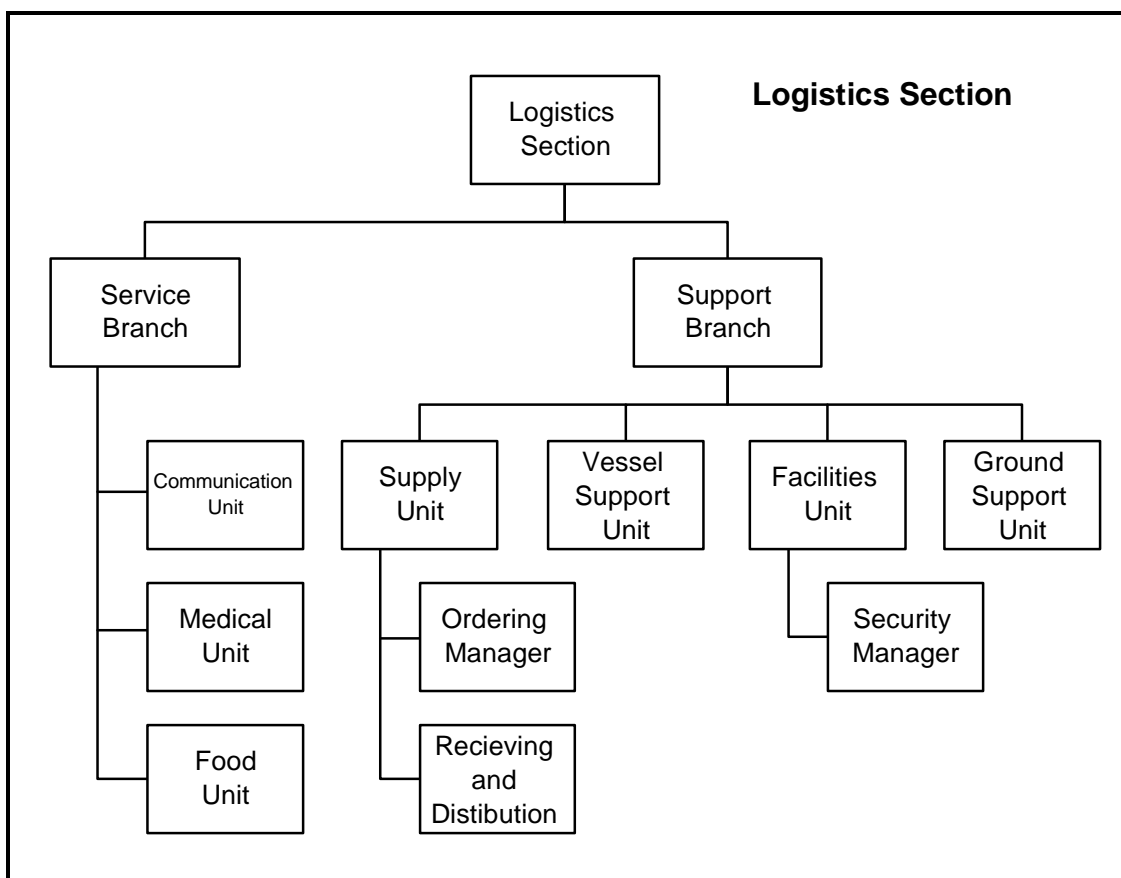 Logistics Section
Logistics
Section
Service
Branch
Support
Branch
Communication
Unit
Supply
Unit
Vessel
Support
Unit
Facilities
Unit
Ground
Support
Unit
Medical
Unit
Ordering
Manager
Security
Manager
Food
Unit
Recieving
and
Distibution